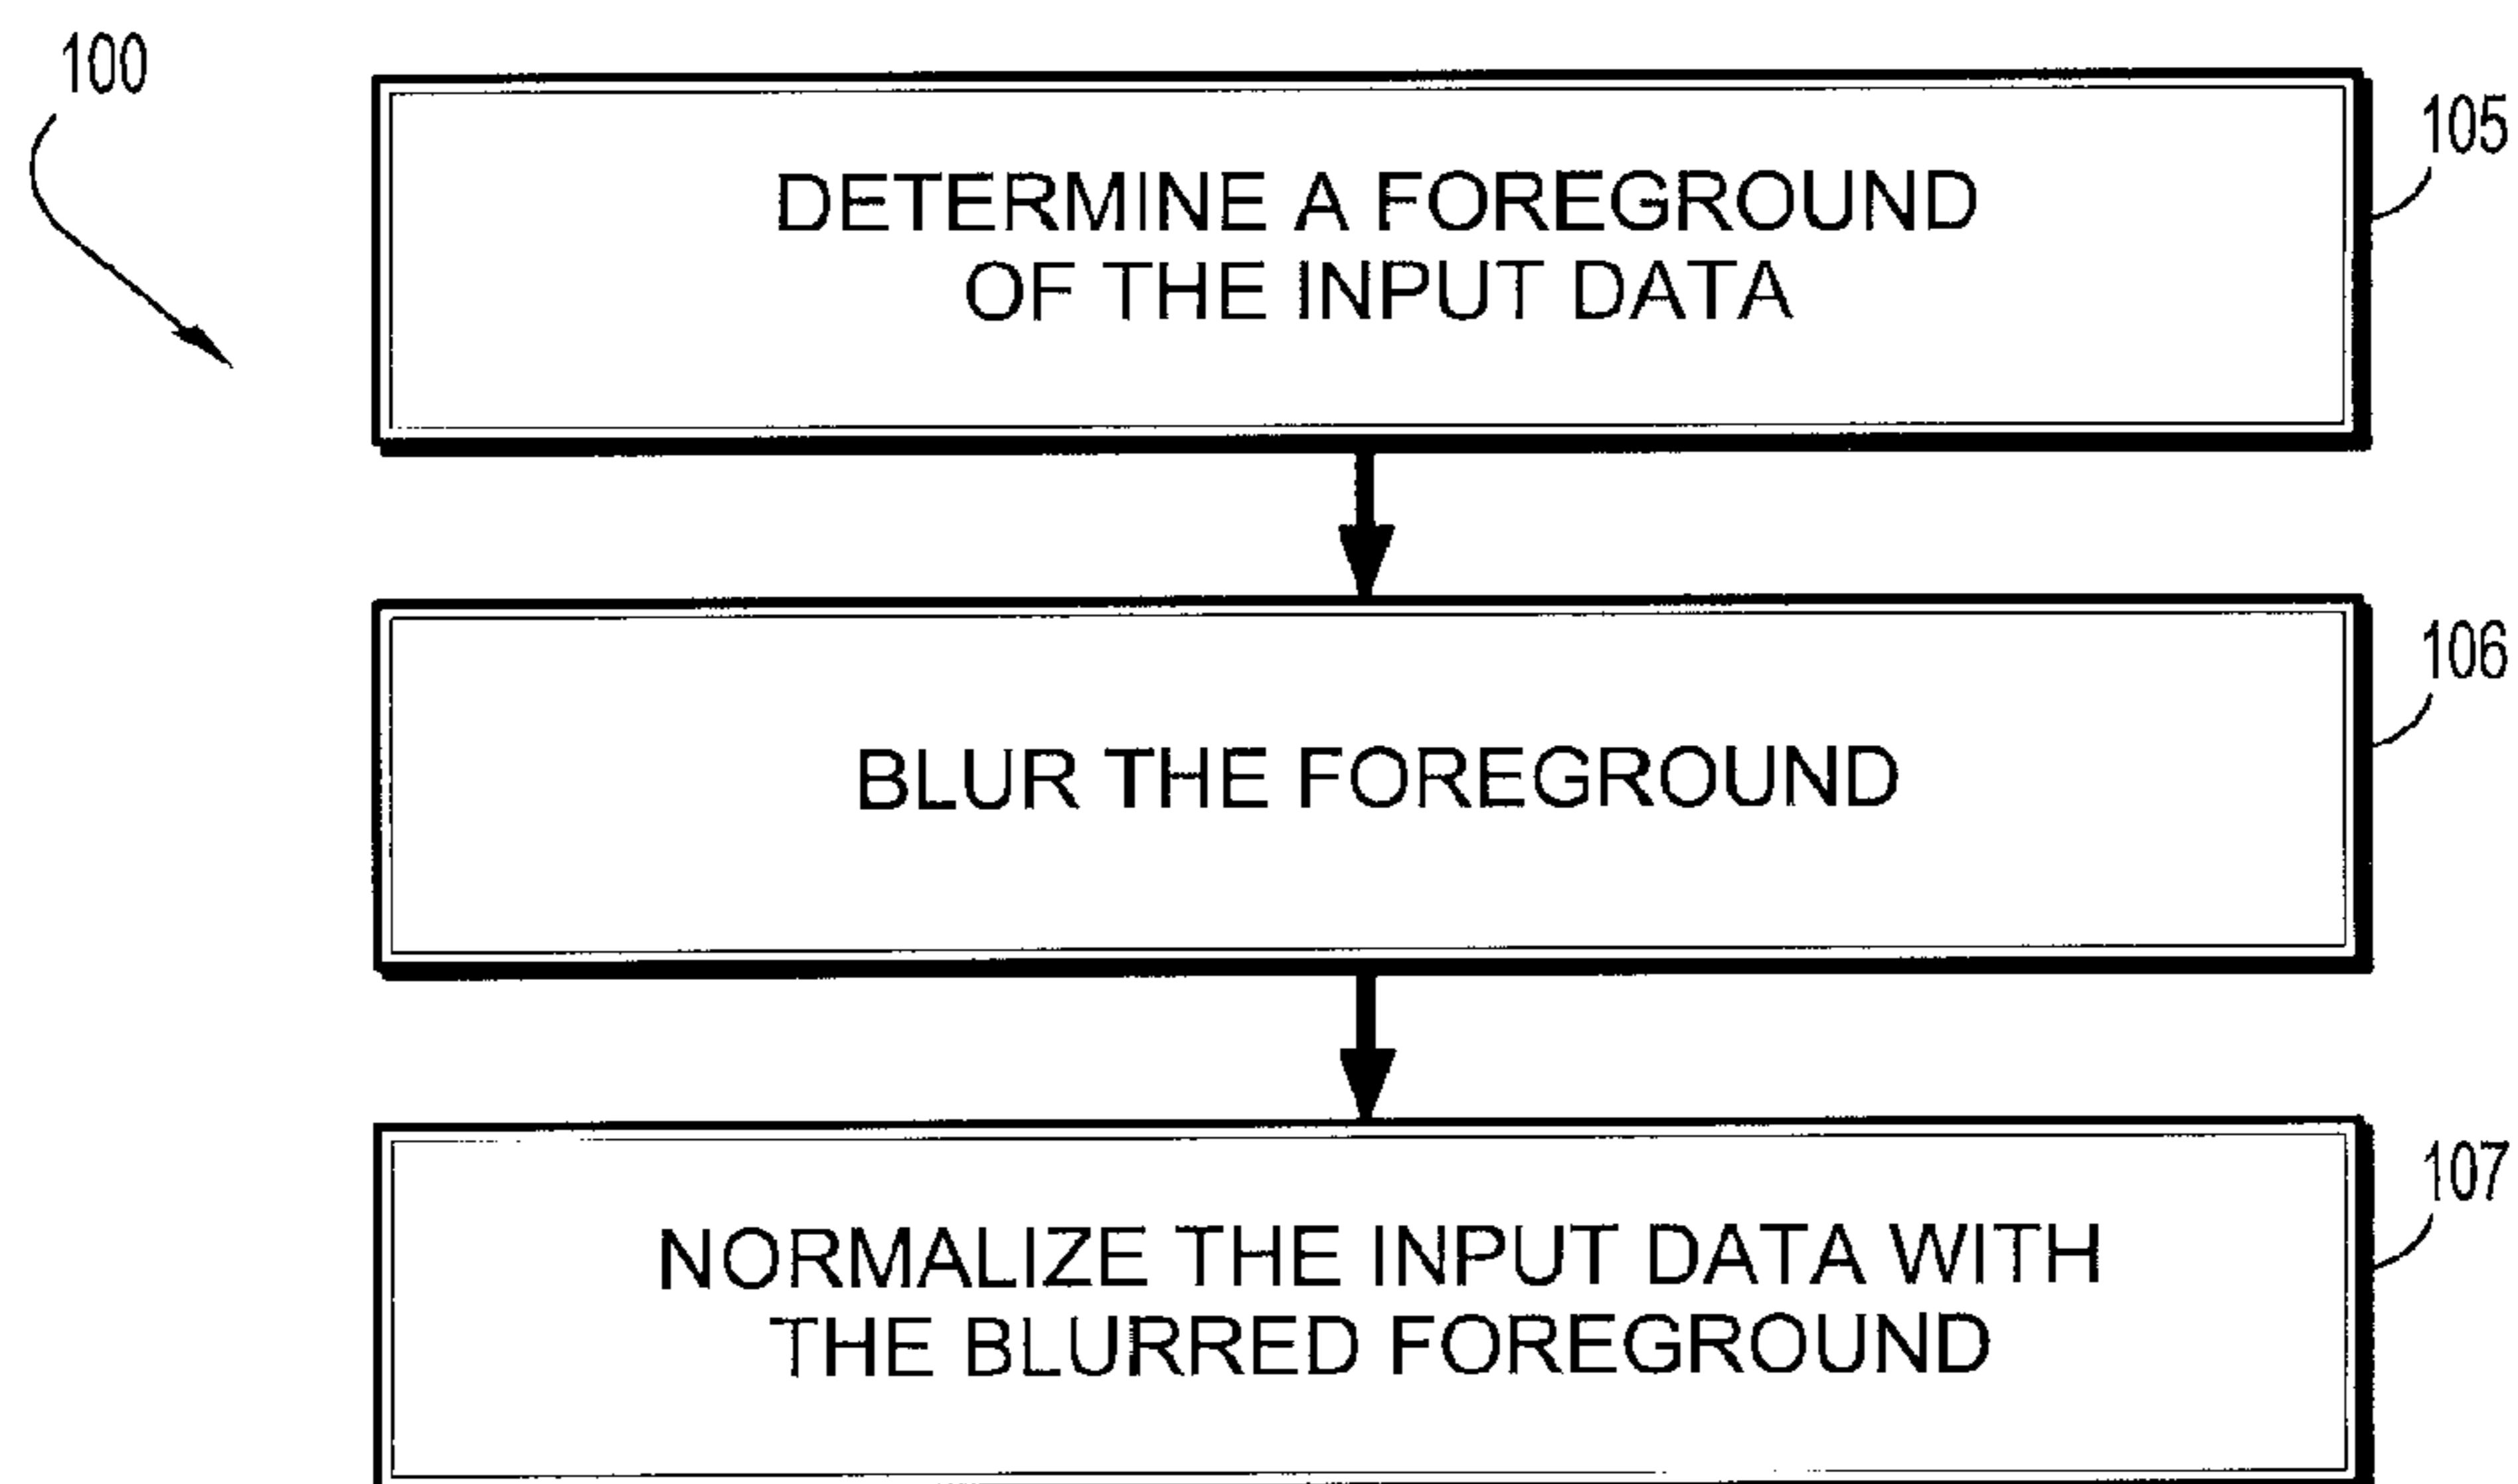 100
105
DETERMINE A FOREGROUND
OF THE INPUT DATA
106
BLUR THE FOREGROUND
107
NORMALIZE THE INPUT DATA WITH
THE BLURRED FOREGROUND